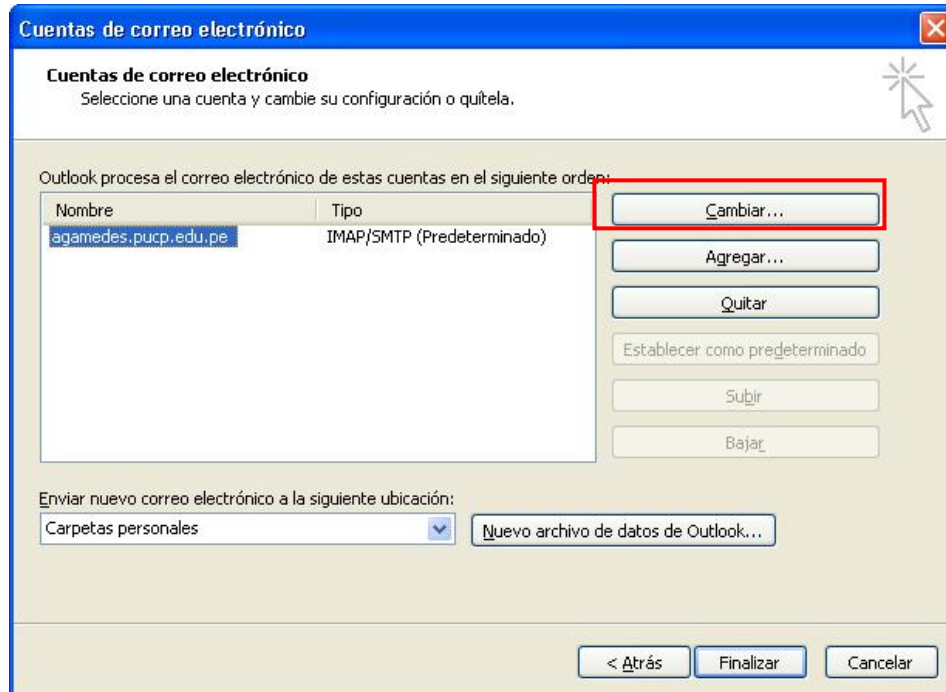 Cuentas de correo electrónico
Cuentas de correo electrónico
Seleccione una cuenta y cambie su configuración o quítela.
Outlook procesa el correo electrónico de estas cuentas en el siguiente orden:
Nombre Tipo
agamedes.pucp.edu.pe IMAP/SMTP (Predeterminado)
Cambiar...
Agregar...
Quitar
Establecer como predeterminado
Subir
Bajar
Enviar nuevo correo electrónico a la siguiente ubicación:
Carpetas personales
Nuevo archivo de datos de Outlook...
< Atrás Finalizar Cancelar